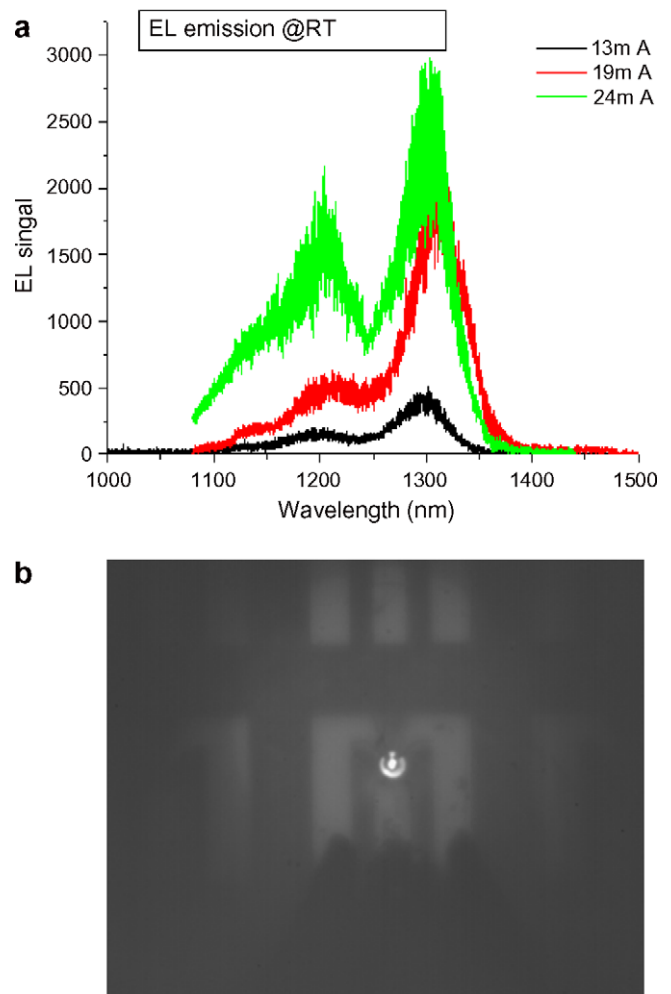 a
EL emission @RT
13m A
19m A
24m A
EL singal
3000
2500
2000
1500
1000
500
0
1000 1100 1200 1300 1400 1500
Wavelength (nm)
b